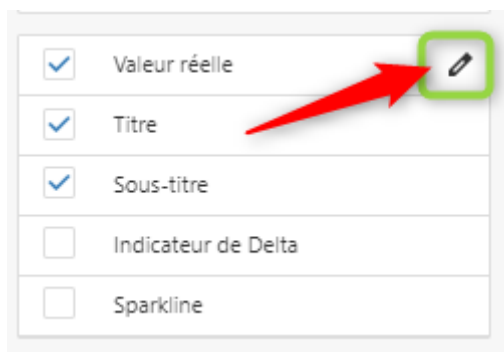 Valeur réelle
Titre
Sous-titre
Indicateur de Delta
Sparkline